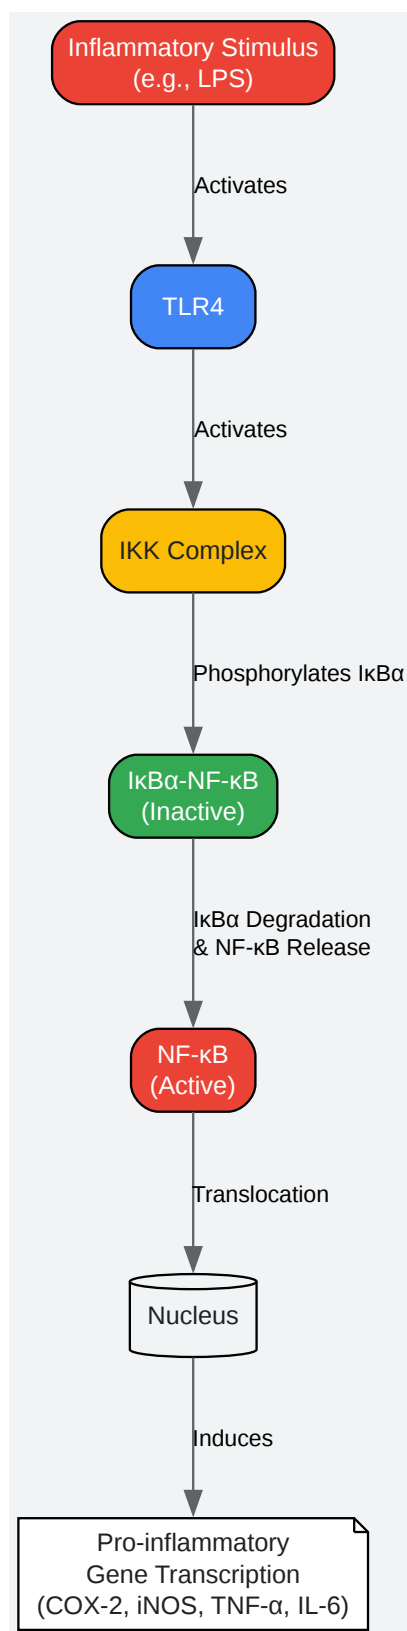 Inflammatory Stimulus
(e.g., LPS)
Activates
TLR4
Activates
IKK Complex
Phosphorylates IκBα
IκBα-NF-κB
(Inactive)
IκBα Degradation
& NF-κB Release
NF-κB
(Active)
Translocation
Nucleus
Induces
Pro-inflammatory
Gene Transcription
(COX-2, iNOS, TNF-α, IL-6)